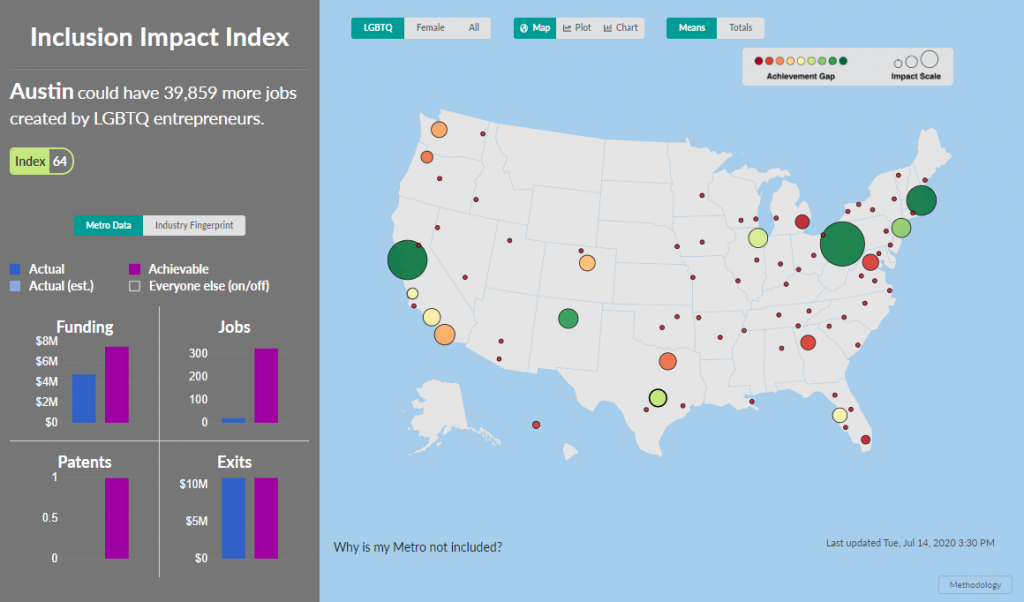 Inclusion Impact Index
Austin could have 39,859 more jobs
created by LGBTQ entrepreneurs.
Index 64
Metro Data Industry Fingerprint
Actual Achievable
Actual (est.) Everyone else (on/off)
Funding
$8M
$6M
$4M
$2M
$0
Jobs
300
200
100
0
Patents
1
0.5
0
Exits
$10M
$5M
$0
LGBTQ Female All
Map Plot Chart
Means Totals
Achievement Gap Impact Scale
Why is my Metro not included?
Last updated Tue, Jul 14, 2020 3:30 PM
Methodology